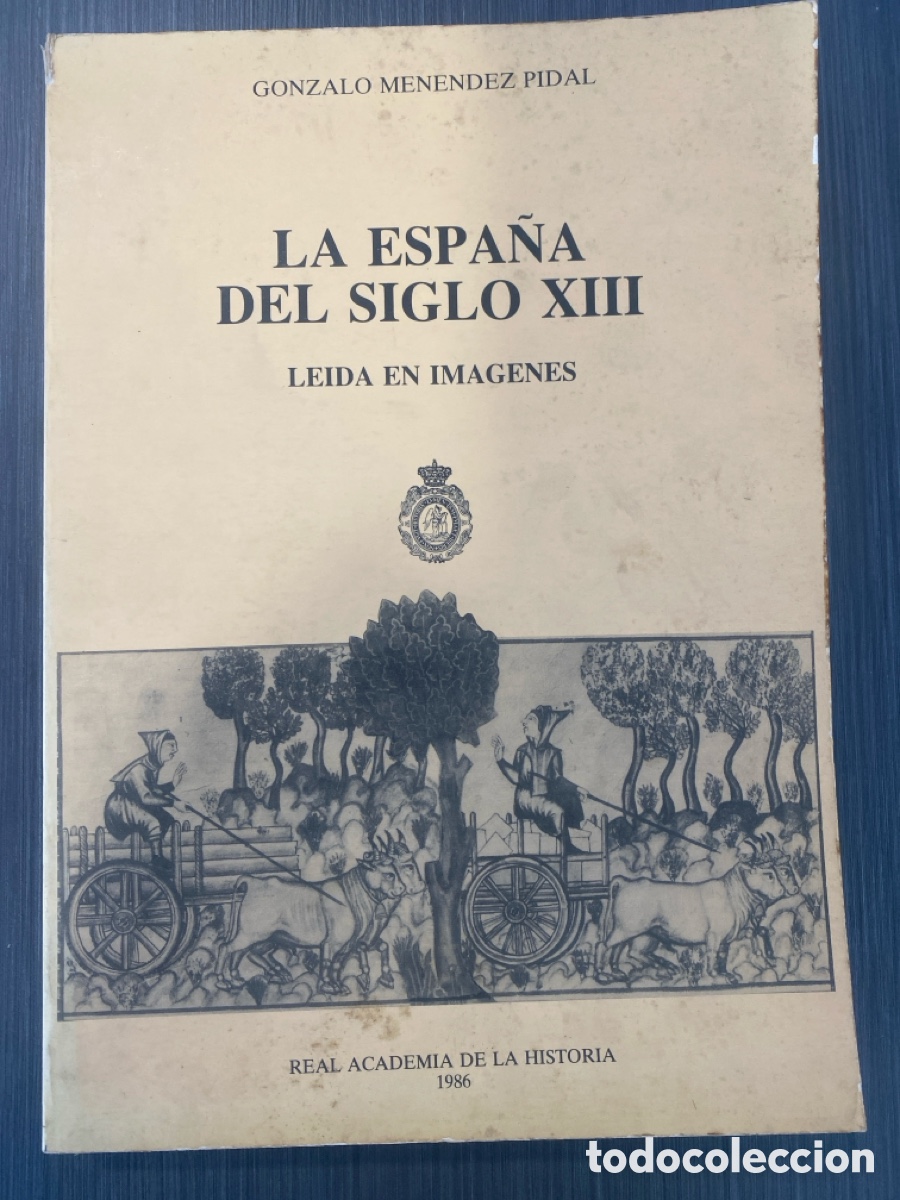 GONZALO MENENDEZ PIDAL
LA ESPAÑA
DEL SIGLO XIII
LEIDA EN IMAGENES
REAL ACADEMIA DE LA HISTORIA
1986
todocoleccion